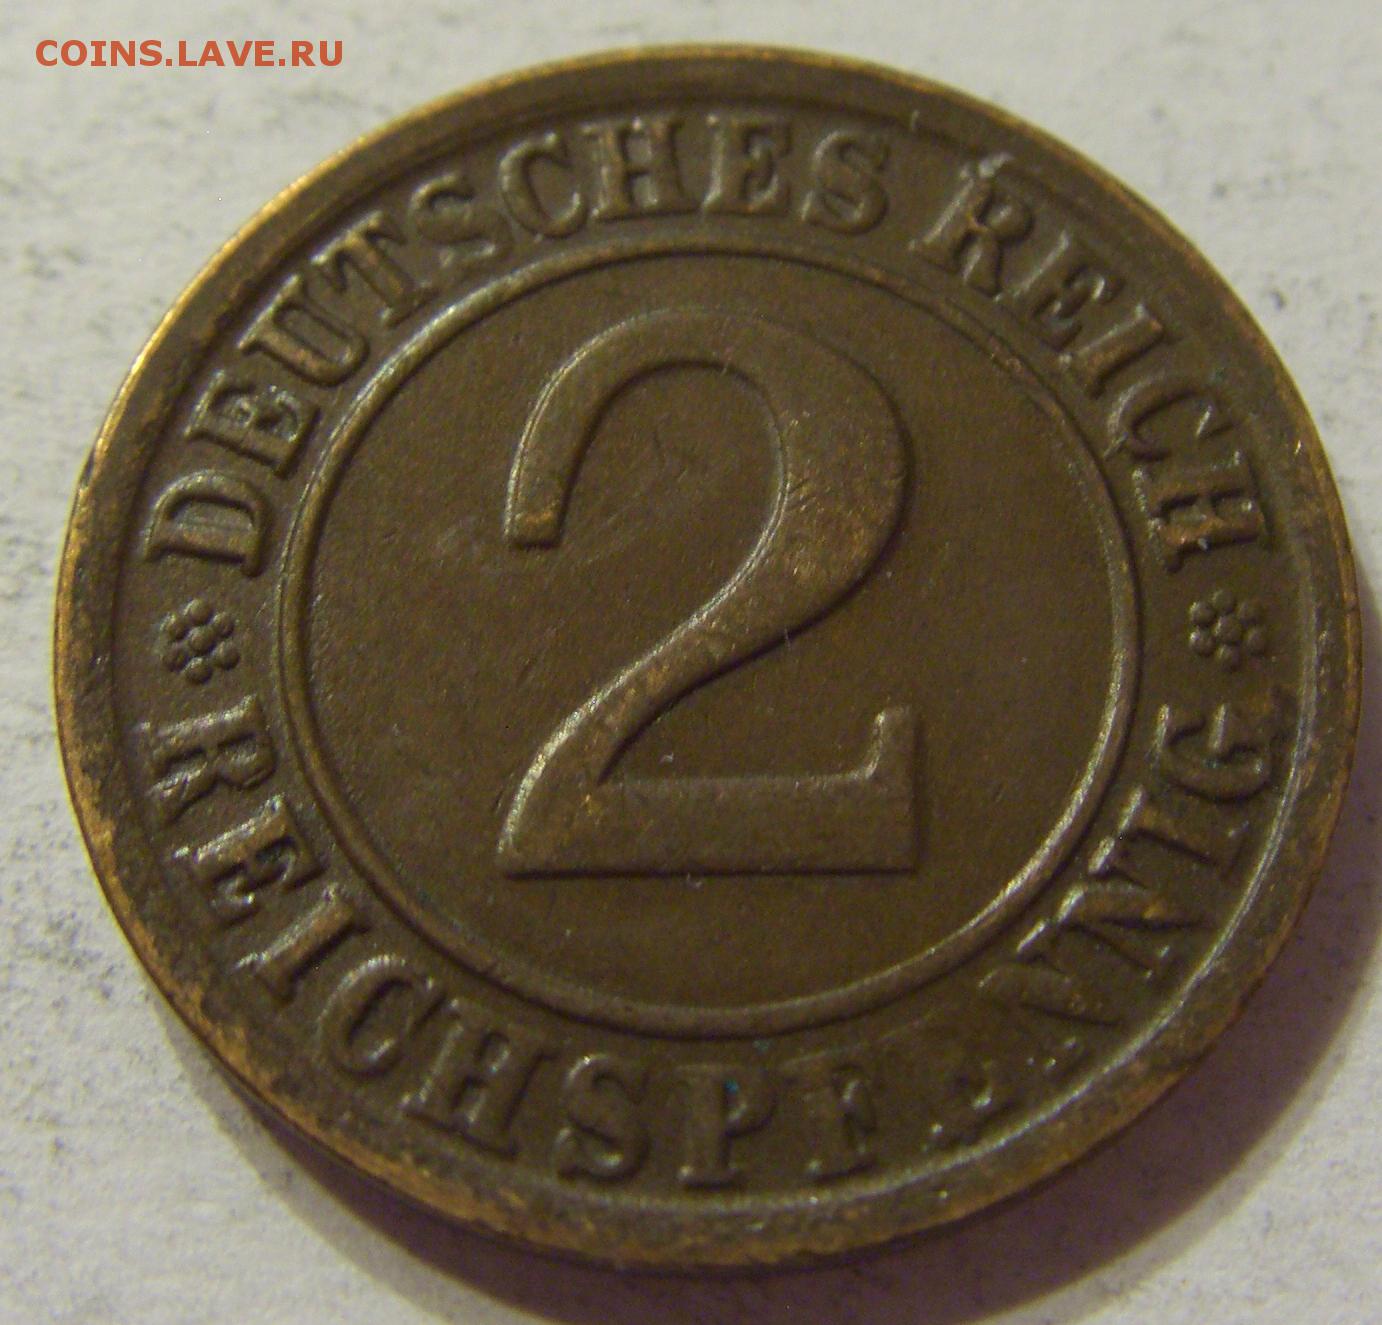 COINS.LAVE.RU
DEUTSCHES REICH
2
REICHSPFENNIG